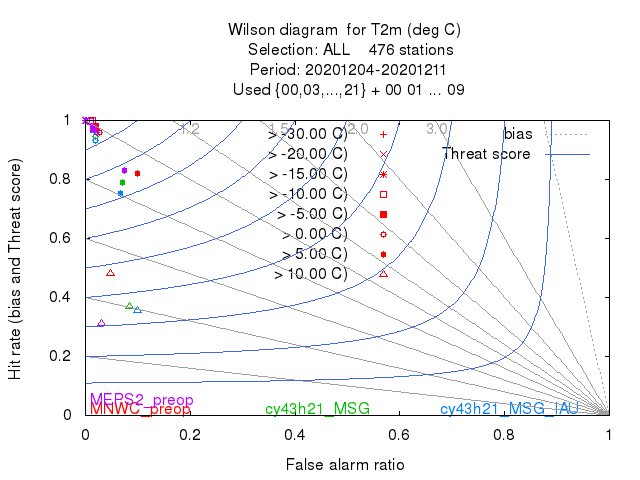 Wilson diagram  for T2m (deg C)
Selection: ALL    476 stations
Period: 20201204-20201211
Used {00,03,...,21} + 00 01 ... 09
Hit rate (bias and Threat score)
1
0.8
0.6
0.4
0.2
0
1.2
1.5
2.0
3.0
> -30.00 C)
> -20.00 C)
> -15.00 C)
> -10.00 C)
> -5.00 C)
> 0.00 C)
> 5.00 C)
> 10.00 C)
bias
Threat score
MEPS2_preop
MNWC_preop
cy43h21_MSG
cy43h21_MSG_IAU
0 0.2 0.4 0.6 0.8 1
False alarm ratio